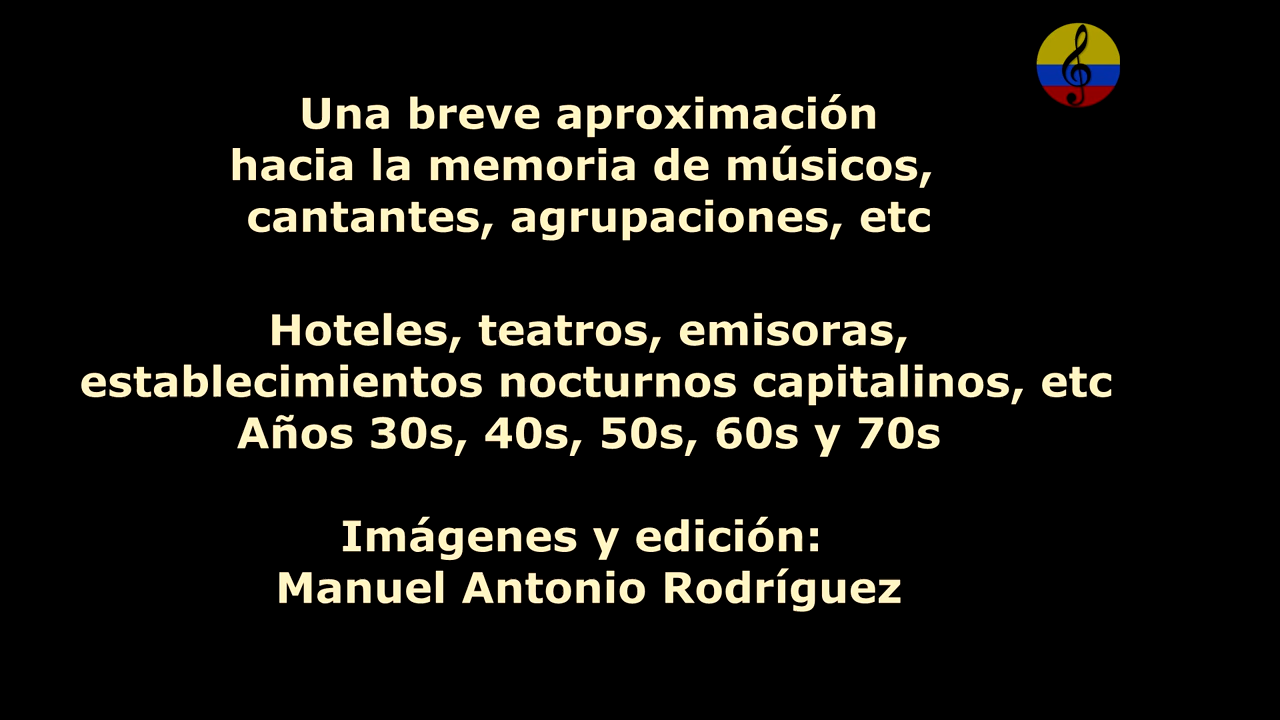 Una breve aproximación
hacia la memoria de músicos,
cantantes, agrupaciones, etc
Hoteles, teatros, emisoras,
establecimientos nocturnos capitalinos, etc
Años 30s, 40s, 50s, 60s y 70s
Imágenes y edición:
Manuel Antonio Rodríguez